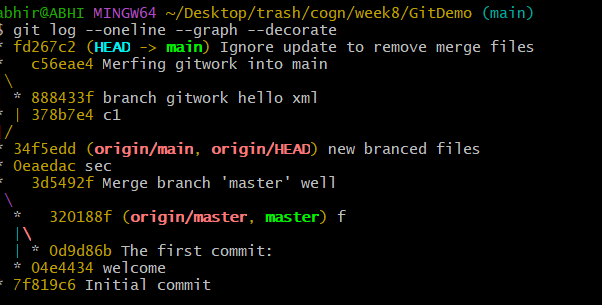 abhir@ABHI MINGW64 ~/Desktop/trash/cogn/week8/GitDemo (main)
$ git log --oneline --graph --decorate
* fd267c2 (HEAD -> main) Ignore update to remove merge files
*   c56eae4 Merfing gitwork into main
\
  * 888433f branch gitwork hello xml
* | 378b7e4 c1
|/
* 34f5edd (origin/main, origin/HEAD) new branced files
* 0eaedac sec
*   3d5492f Merge branch 'master' well
\
  *   320188f (origin/master, master) f
  |\
  | * 0d9d86b The first commit:
  * 04e4434 welcome
* 7f819c6 Initial commit